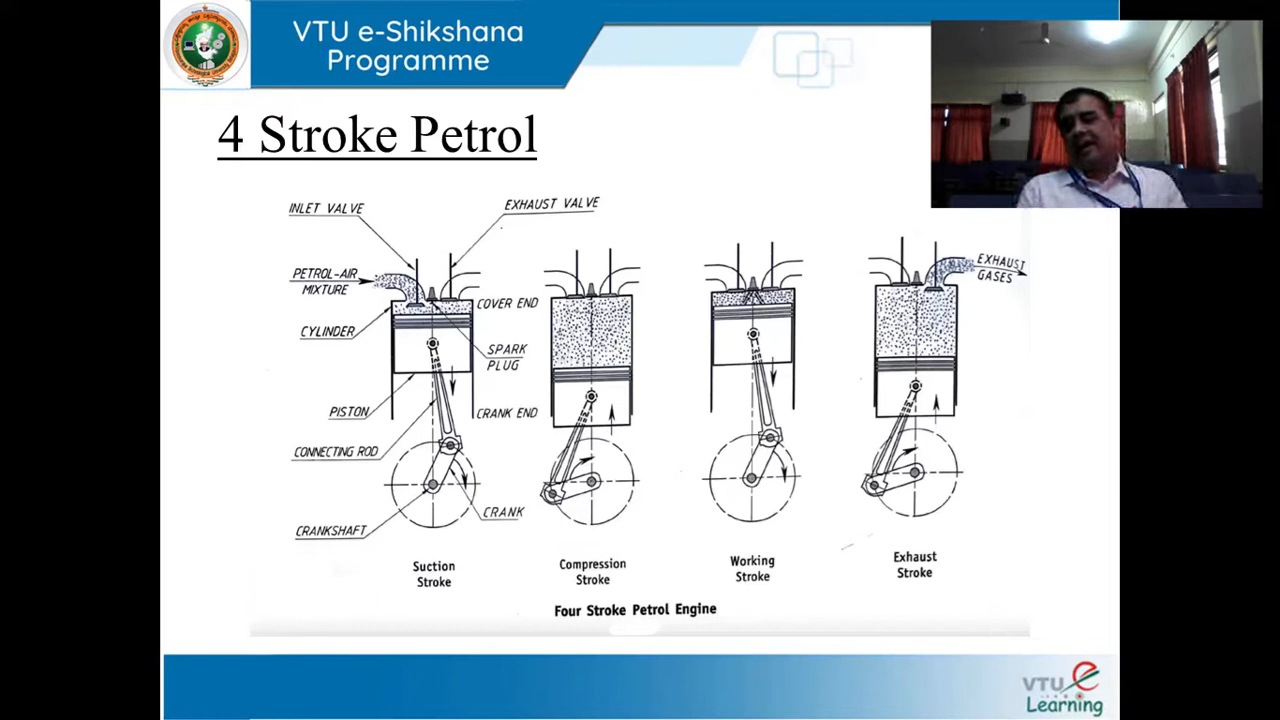 VTU e-Shikshana
Programme
4 Stroke Petrol
INLET VALVE
EXHAUST VALVE
PETROL-AIR
MIXTURE
COVER END
EXHAUST
GASES
CYLINDER
SPARK
PLUG
PISTON
CRANK END
CONNECTING ROD
CRANK
CRANKSHAFT
Suction
Stroke
Compression
Stroke
Working
Stroke
Exhaust
Stroke
Four Stroke Petrol Engine
VTU e
Learning